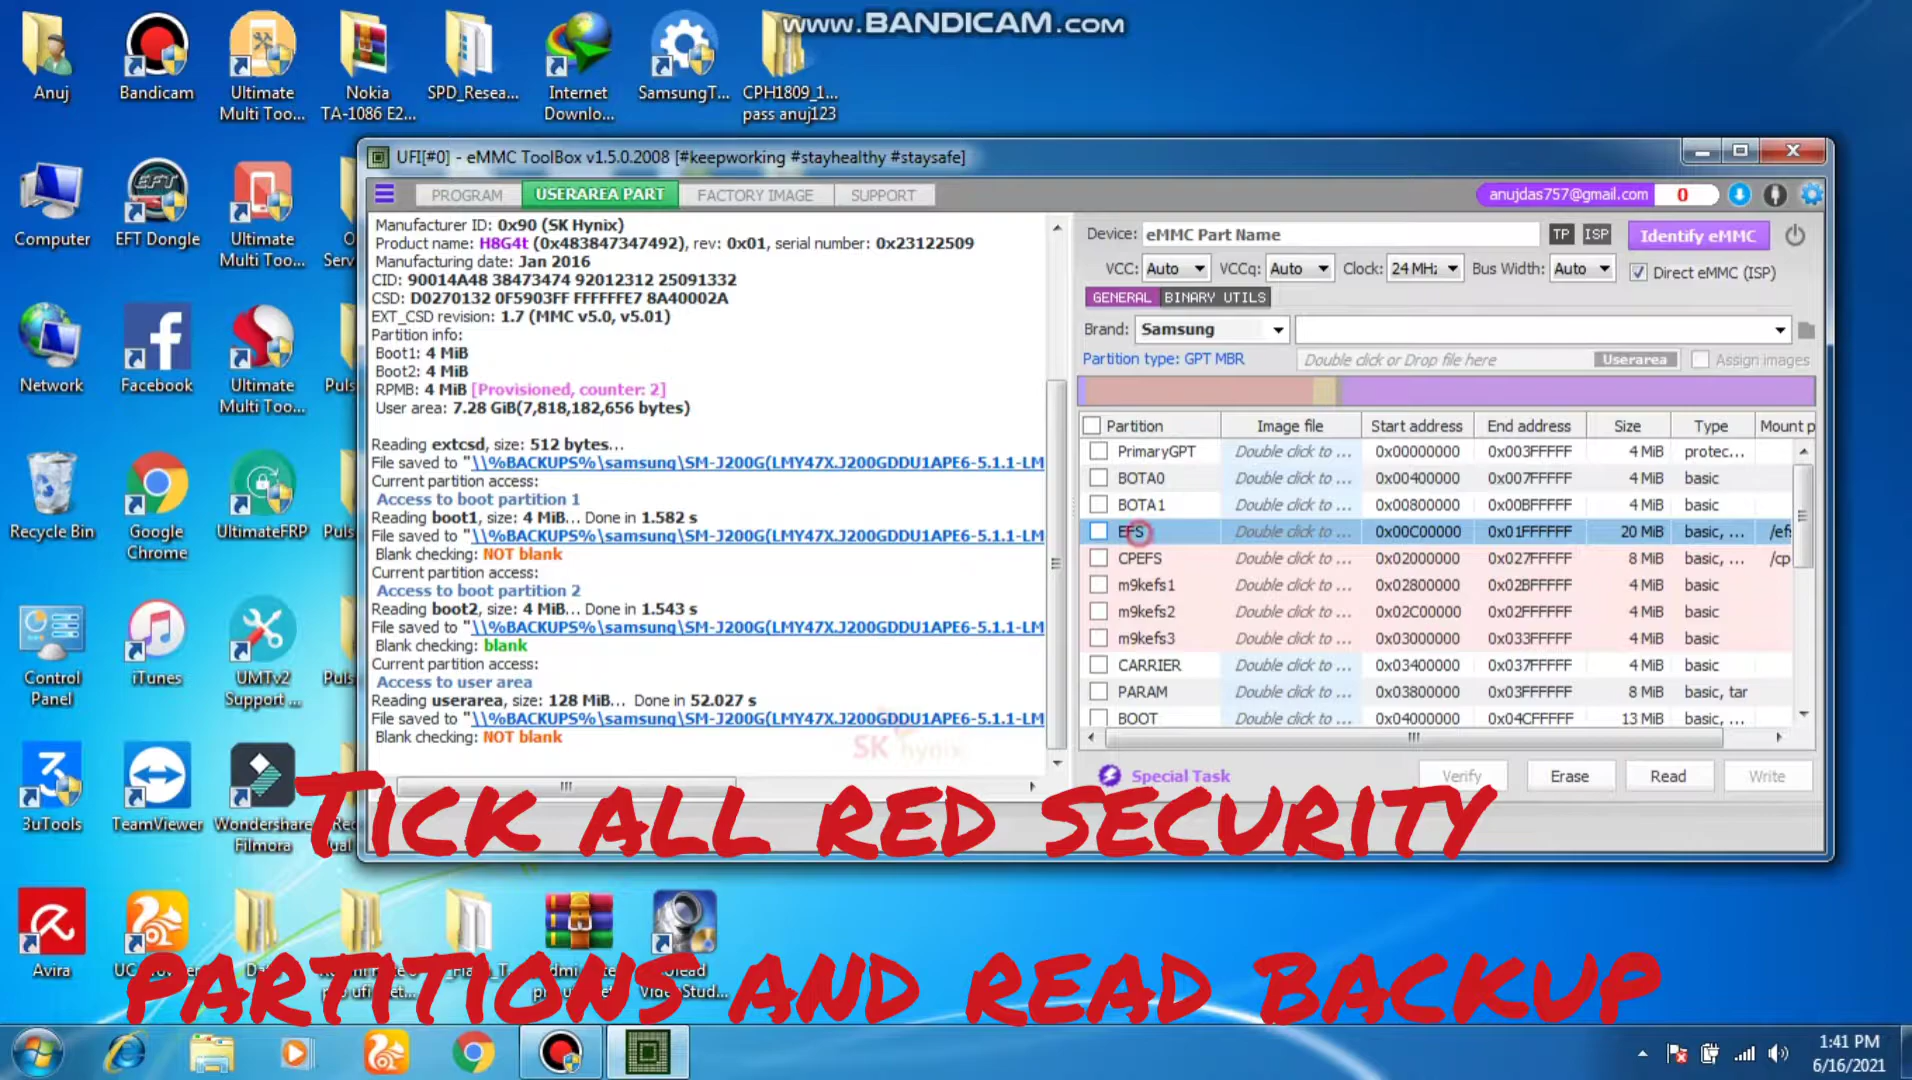 www.BANDICAM.com
Anuj
Bandicam
Ultimate
Multi Too...
Nokia
TA-1086 E2...
SPD_Resea...
Internet
Downlo...
SamsungT...
CPH1809_1...
pass anuj123
Computer
EFT Dongle
Ultimate
Multi Too...
Network
Facebook
Ultimate
Multi Too...
Recycle Bin
Google
Chrome
UltimateFRP
Control
Panel
iTunes
UMTv2
Support ...
3uTools
TeamViewer
Wondershare
Filmora
Avira
UFI[#0] - eMMC ToolBox v1.5.0.2008 [#keepworking #stayhealthy #staysafe]
PROGRAM USERAREA PART FACTORY IMAGE SUPPORT
anujdas757@gmail.com 0
Manufacturer ID: 0x90 (SK Hynix)
Product name: H8G4t (0x483847347492), rev: 0x01, serial number: 0x23122509
Manufacturing date: Jan 2016
CID: 90014A48 38473474 92012312 25091332
CSD: D0270132 0F5903FF FFFFFFE7 8A40002A
EXT_CSD revision: 1.7 (MMC v5.0, v5.01)
Partition info:
Boot1: 4 MiB
Boot2: 4 MiB
RPMB: 4 MiB [Provisioned, counter: 2]
User area: 7.28 GiB(7,818,182,656 bytes)
Reading extcsd, size: 512 bytes...
File saved to "\\%BACKUPS%\samsung\SM-J200G(LMY47X.J200GDDU1APE6-5.1.1-LM
Current partition access:
Access to boot partition 1
Reading boot1, size: 4 MiB... Done in 1.582 s
File saved to "\\%BACKUPS%\samsung\SM-J200G(LMY47X.J200GDDU1APE6-5.1.1-LM
Blank checking: NOT blank
Current partition access:
Access to boot partition 2
Reading boot2, size: 4 MiB... Done in 1.543 s
File saved to "\\%BACKUPS%\samsung\SM-J200G(LMY47X.J200GDDU1APE6-5.1.1-LM
Blank checking: blank
Current partition access:
Access to user area
Reading userarea, size: 128 MiB... Done in 52.027 s
File saved to "\\%BACKUPS%\samsung\SM-J200G(LMY47X.J200GDDU1APE6-5.1.1-LM
Blank checking: NOT blank
SK hynix
Device: eMMC Part Name TP ISP Identify eMMC
VCC: Auto VCCq: Auto Clock: 24 MHz Bus Width: Auto Direct eMMC (ISP)
GENERAL BINARY UTILS
Brand: Samsung
Partition type: GPT MBR Double click or Drop file here Userarea Assign images
Partition Image file Start address End address Size Type Mount p
PrimaryGPT Double click to ... 0x00000000 0x003FFFFF 4 MiB protec...
BOTA0 Double click to ... 0x00400000 0x007FFFFF 4 MiB basic
BOTA1 Double click to ... 0x00800000 0x00BFFFFF 4 MiB basic
EFS Double click to ... 0x00C00000 0x01FFFFFF 20 MiB basic, ... /efs
CPEFS Double click to ... 0x02000000 0x027FFFFF 8 MiB basic, ... /cp
m9kefs1 Double click to ... 0x02800000 0x02BFFFFF 4 MiB basic
m9kefs2 Double click to ... 0x02C00000 0x02FFFFFF 4 MiB basic
m9kefs3 Double click to ... 0x03000000 0x033FFFFF 4 MiB basic
CARRIER Double click to ... 0x03400000 0x037FFFFF 4 MiB basic
PARAM Double click to ... 0x03800000 0x03FFFFFF 8 MiB basic, tar
BOOT Double click to ... 0x04000000 0x04CFFFFF 13 MiB basic, ...
Special Task Verify Erase Read Write
Tick all red security
partitions and read backup
1:41 PM
6/16/2021